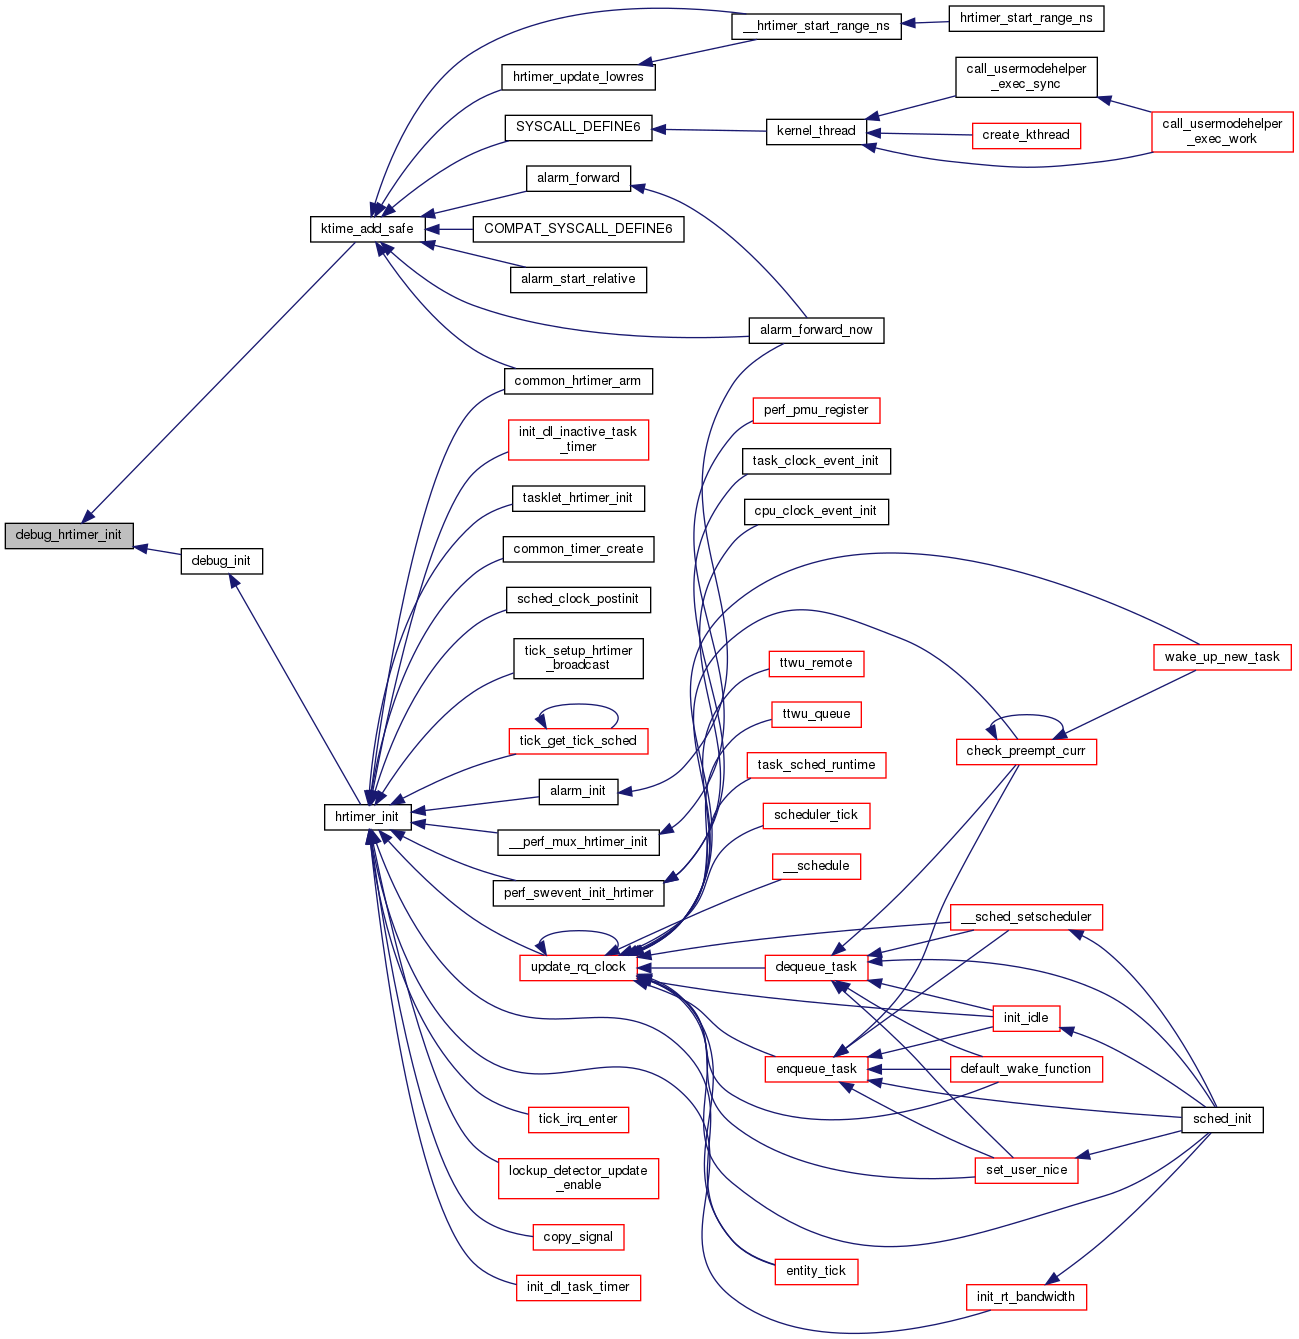 __hrtimer_start_range_ns
hrtimer_start_range_ns
hrtimer_update_lowres
call_usermodehelper
_exec_sync
SYSCALL_DEFINE6
kernel_thread
create_kthread
call_usermodehelper
_exec_work
alarm_forward
ktime_add_safe
COMPAT_SYSCALL_DEFINE6
alarm_start_relative
alarm_forward_now
common_hrtimer_arm
perf_pmu_register
init_dl_inactive_task
_timer
task_clock_event_init
tasklet_hrtimer_init
cpu_clock_event_init
debug_hrtimer_init
debug_init
common_timer_create
sched_clock_postinit
tick_setup_hrtimer
_broadcast
ttwu_remote
wake_up_new_task
ttwu_queue
tick_get_tick_sched
check_preempt_curr
task_sched_runtime
alarm_init
hrtimer_init
scheduler_tick
__perf_mux_hrtimer_init
__schedule
perf_swevent_init_hrtimer
__sched_setscheduler
update_rq_clock
dequeue_task
init_idle
enqueue_task
default_wake_function
tick_irq_enter
sched_init
lockup_detector_update
_enable
set_user_nice
copy_signal
entity_tick
init_dl_task_timer
init_rt_bandwidth